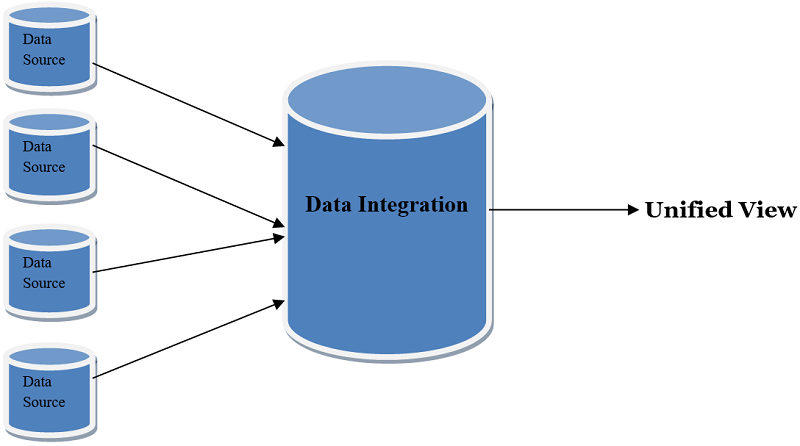 Data
Source
Data
Source
Data
Source
Data
Source
Data Integration
Unified View